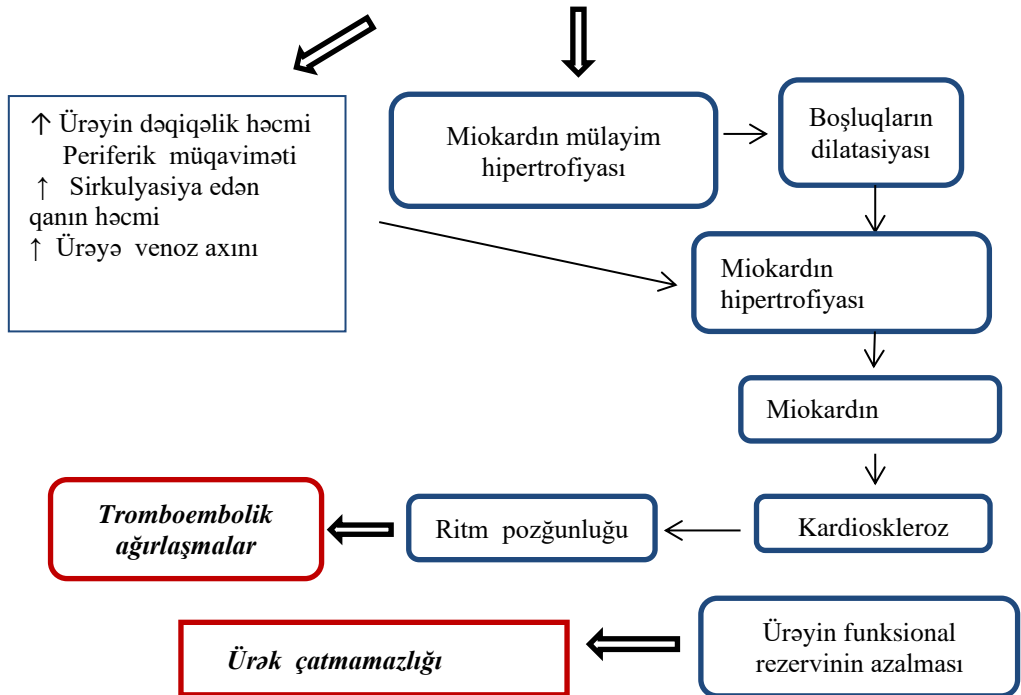 ↑ Ürəyin dəqiqəlik həcmi
Periferik müqaviməti
↑ Sirkulyasiya edən
qanın həcmi
↑ Ürəyə venoz axını
Miokardın mülayim
hipertrofiyası
Boşluqların
dilatasiyası
Miokardın
hipertrofiyası
Miokardın
Kardioskleroz
Ritm pozğunluğu
Tromboembolik
ağırlaşmalar
Ürəyin funksional
rezervinin azalması
Ürək çatmamazlığı